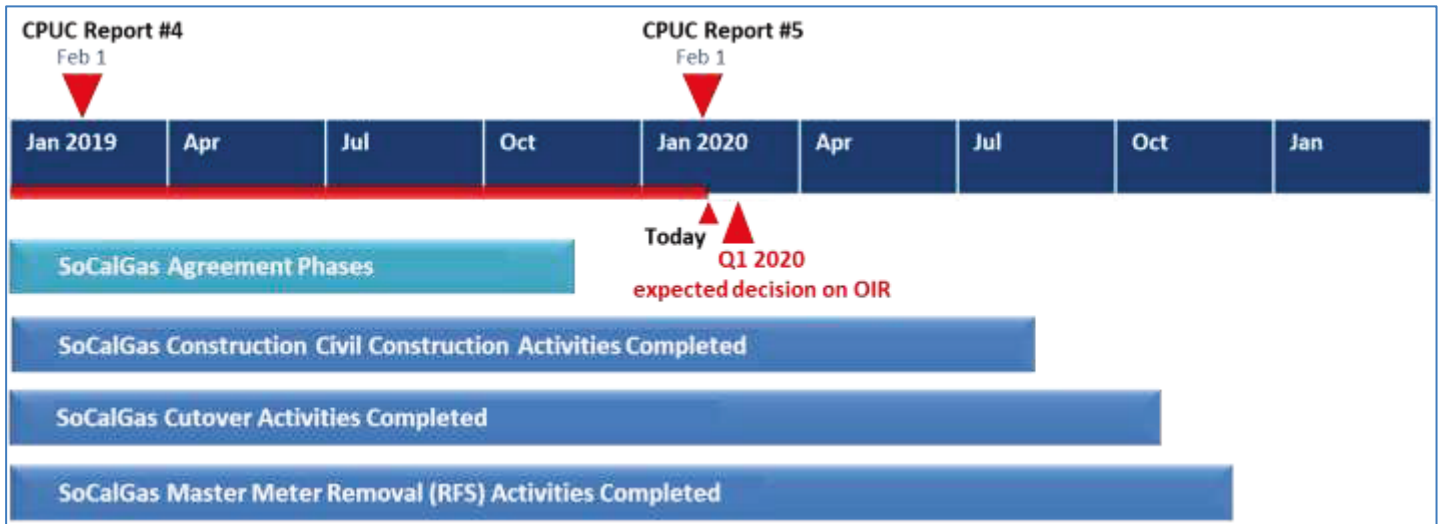 CPUC Report #4
Feb 1
CPUC Report #5
Feb 1
Jan 2019
Apr
Jul
Oct
Jan 2020
Apr
Jul
Oct
Jan
Today
Q1 2020
expected decision on OIR
SoCalGas Agreement Phases
SoCalGas Construction Civil Construction Activities Completed
SoCalGas Cutover Activities Completed
SoCalGas Master Meter Removal (RFS) Activities Completed